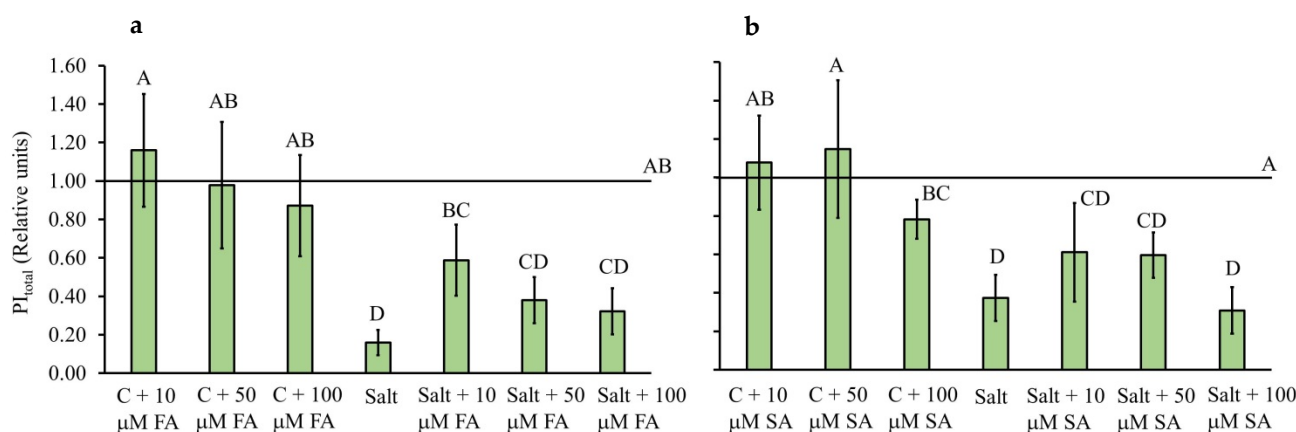 a
b
PI_total (Relative units)
1.60
1.40
1.20
1.00
0.80
0.60
0.40
0.20
0.00
A
AB
AB
AB
D
BC
CD
CD
C + 10 μM FA
C + 50 μM FA
C + 100 μM FA
Salt
Salt + 10 μM FA
Salt + 50 μM FA
Salt + 100 μM FA
AB
A
BC
A
D
CD
CD
D
C + 10 μM SA
C + 50 μM SA
C + 100 μM SA
Salt
Salt + 10 μM SA
Salt + 50 μM SA
Salt + 100 μM SA